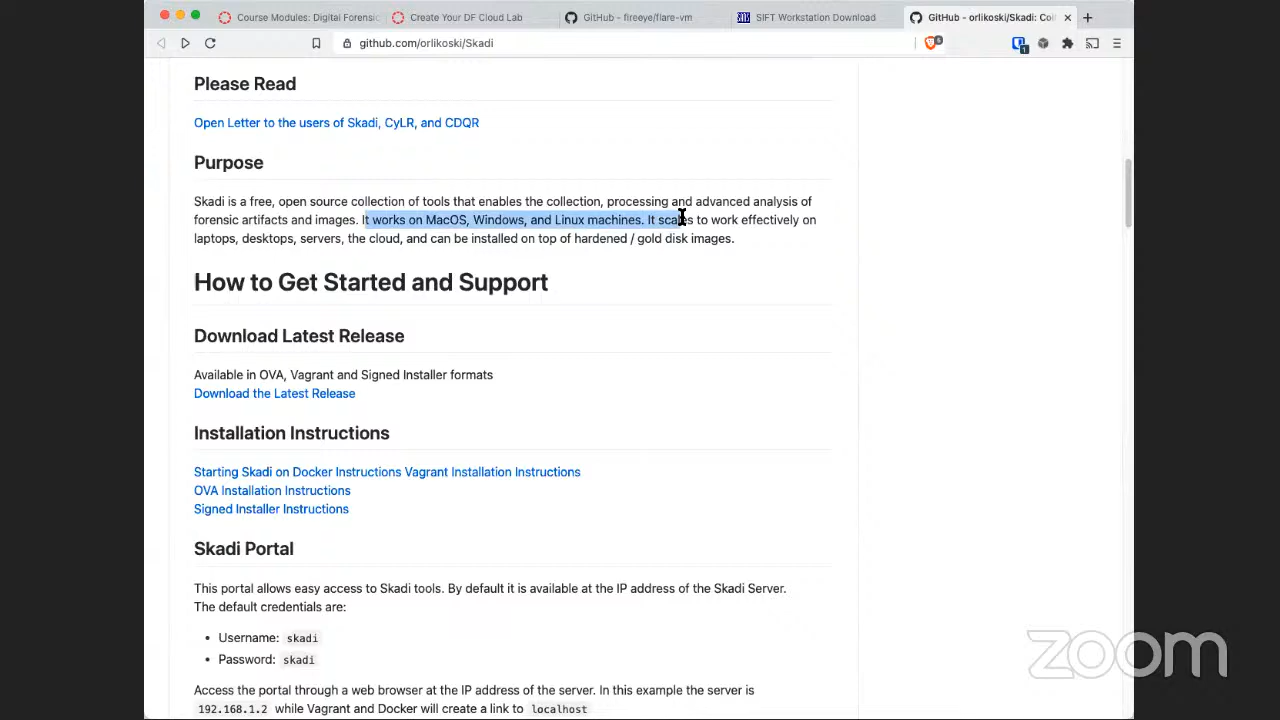 Course Modules: Digital Forensic
Create Your DF Cloud Lab
GitHub - fireeye/flare-vm
SIFT Workstation Download
GitHub - orlikoski/Skadi: Col
github.com/orlikoski/Skadi
Please Read
Open Letter to the users of Skadi, CyLR, and CDQR
Purpose
Skadi is a free, open source collection of tools that enables the collection, processing and advanced analysis of
forensic artifacts and images. It works on MacOS, Windows, and Linux machines. It scales to work effectively on
laptops, desktops, servers, the cloud, and can be installed on top of hardened / gold disk images.
How to Get Started and Support
Download Latest Release
Available in OVA, Vagrant and Signed Installer formats
Download the Latest Release
Installation Instructions
Starting Skadi on Docker Instructions Vagrant Installation Instructions
OVA Installation Instructions
Signed Installer Instructions
Skadi Portal
This portal allows easy access to Skadi tools. By default it is available at the IP address of the Skadi Server.
The default credentials are:
• Username: skadi
• Password: skadi
Access the portal through a web browser at the IP address of the server. In this example the server is
192.168.1.2 while Vagrant and Docker will create a link to localhost
zoom